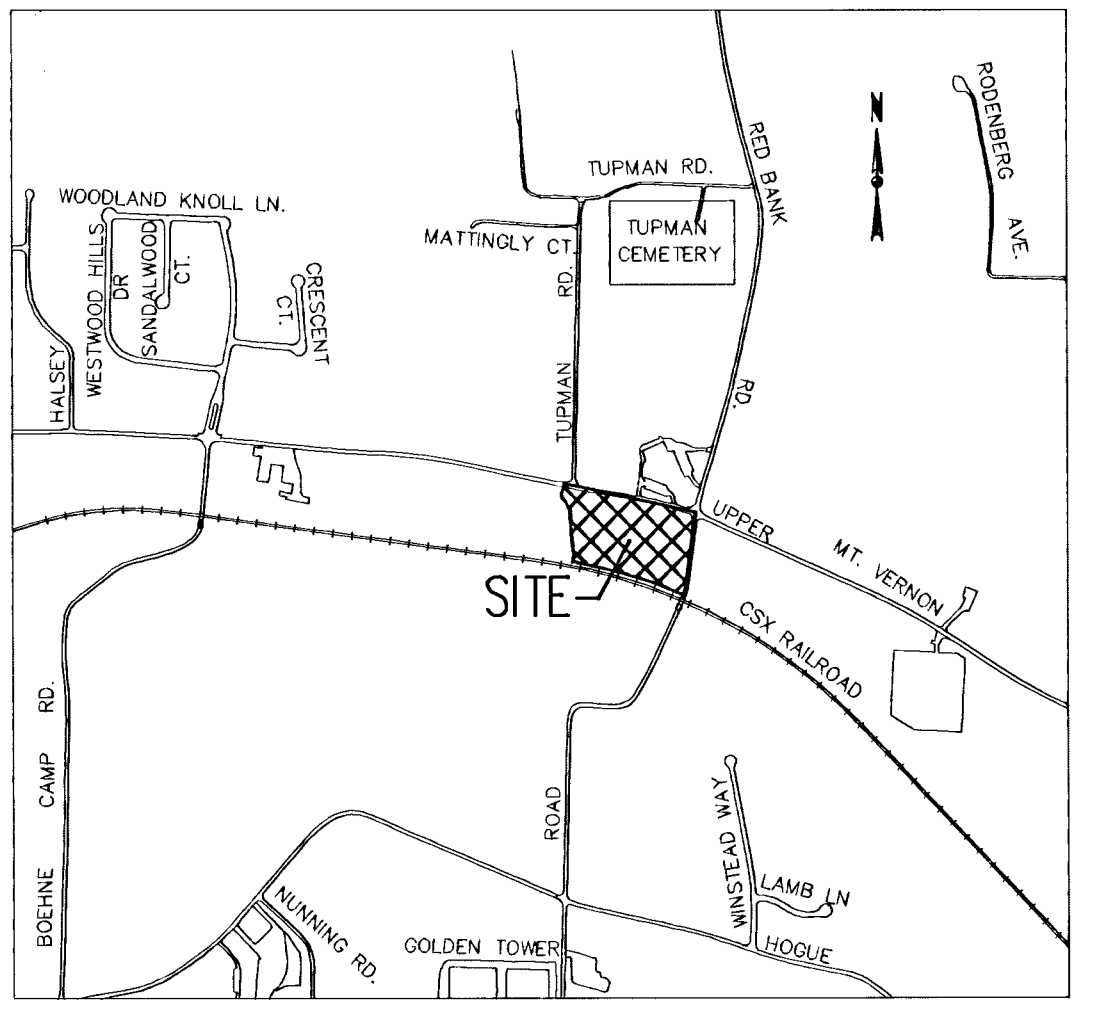 RODENBERG AVE.
N
RED BANK RD.
TUPMAN RD.
WOODLAND KNOLL LN.
TUPMAN
CEMETERY
MATTINGLY CT.
WESTWOOD HILLS
DR
SANDALWOOD
CT.
CRESCENT
CT.
HALSEY
TUPMAN RD.
UPPER MT. VERNON
SITE
CSX RAILROAD
BOEHNE CAMP RD.
ROAD
WINSTEAD WAY
LAMB LN
NUNNING RD.
GOLDEN TOWER
HOGUE